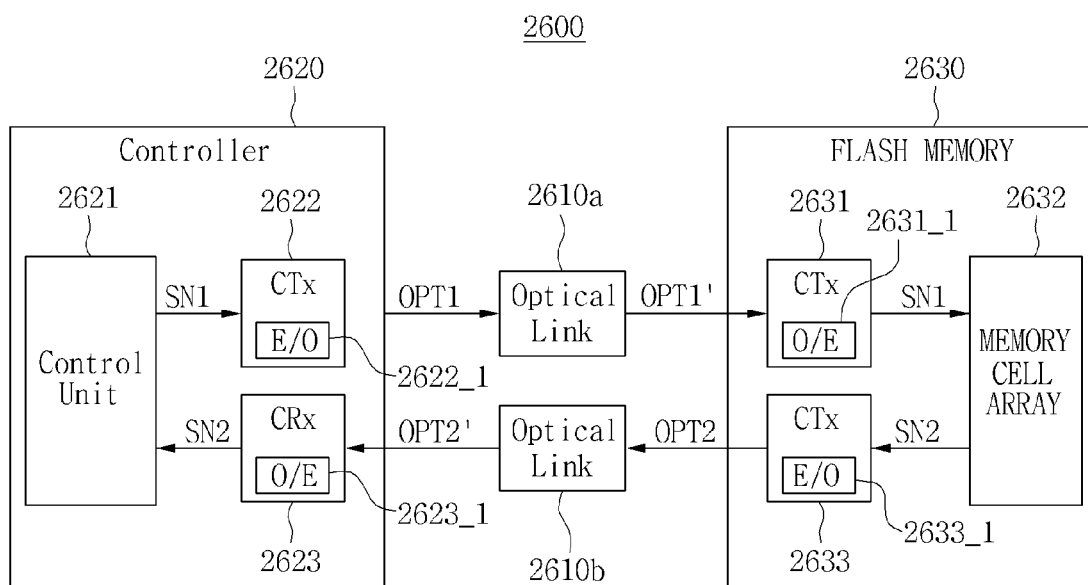 2600
2620
2630
Controller
FLASH MEMORY
2621
2622
2610a
2631
2632
2631_1
CTx
CTx
SN1
OPT1
Optical
Link
OPT1'
SN1
E/O
O/E
Control
Unit
2622_1
MEMORY
CELL
ARRAY
CRx
CTx
SN2
OPT2'
Optical
Link
OPT2
SN2
O/E
E/O
2623_1
2633_1
2623
2610b
2633